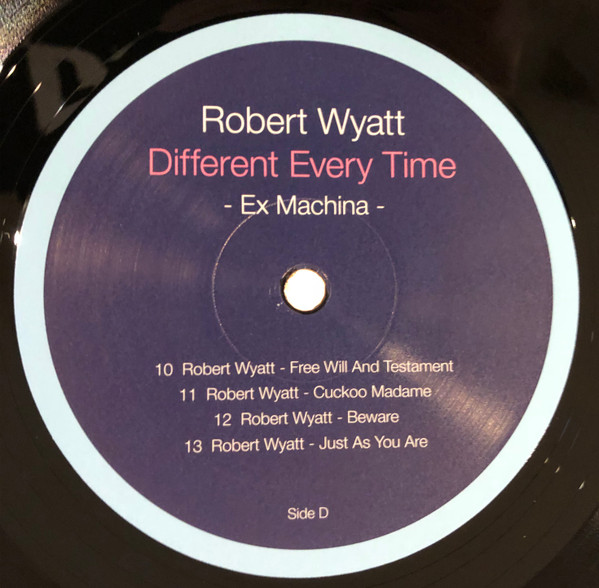 Robert Wyatt
Different Every Time
- Ex Machina -
10 Robert Wyatt - Free Will And Testament
11 Robert Wyatt - Cuckoo Madame
12 Robert Wyatt - Beware
13 Robert Wyatt - Just As You Are
Side D